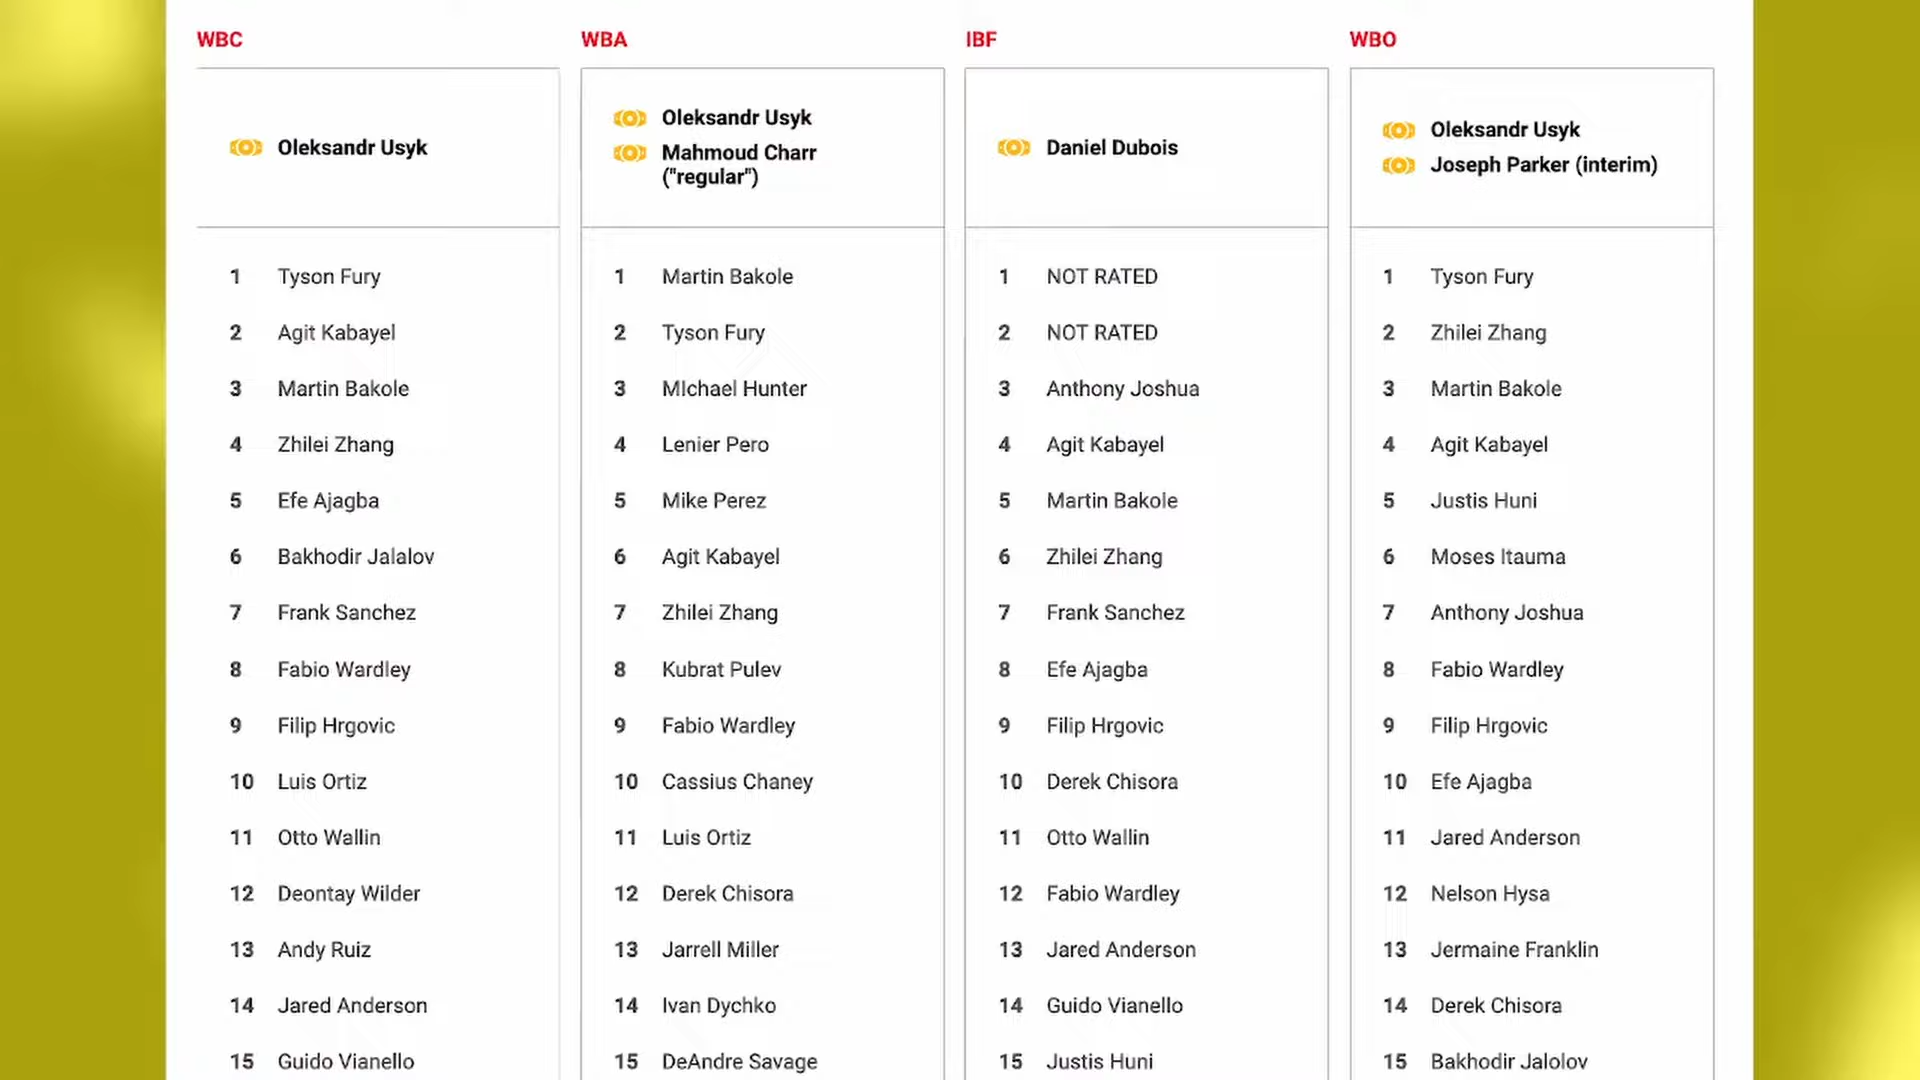 WBC
Oleksandr Usyk
1 Tyson Fury
2 Agit Kabayel
3 Martin Bakole
4 Zhilei Zhang
5 Efe Ajagba
6 Bakhodir Jalalov
7 Frank Sanchez
8 Fabio Wardley
9 Filip Hrgovic
10 Luis Ortiz
11 Otto Wallin
12 Deontay Wilder
13 Andy Ruiz
14 Jared Anderson
15 Guido Vianello
WBA
Oleksandr Usyk
Mahmoud Charr
("regular")
1 Martin Bakole
2 Tyson Fury
3 MIchael Hunter
4 Lenier Pero
5 Mike Perez
6 Agit Kabayel
7 Zhilei Zhang
8 Kubrat Pulev
9 Fabio Wardley
10 Cassius Chaney
11 Luis Ortiz
12 Derek Chisora
13 Jarrell Miller
14 Ivan Dychko
15 DeAndre Savage
IBF
Daniel Dubois
1 NOT RATED
2 NOT RATED
3 Anthony Joshua
4 Agit Kabayel
5 Martin Bakole
6 Zhilei Zhang
7 Frank Sanchez
8 Efe Ajagba
9 Filip Hrgovic
10 Derek Chisora
11 Otto Wallin
12 Fabio Wardley
13 Jared Anderson
14 Guido Vianello
15 Justis Huni
WBO
Oleksandr Usyk
Joseph Parker (interim)
1 Tyson Fury
2 Zhilei Zhang
3 Martin Bakole
4 Agit Kabayel
5 Justis Huni
6 Moses Itauma
7 Anthony Joshua
8 Fabio Wardley
9 Filip Hrgovic
10 Efe Ajagba
11 Jared Anderson
12 Nelson Hysa
13 Jermaine Franklin
14 Derek Chisora
15 Bakhodir Jalolov